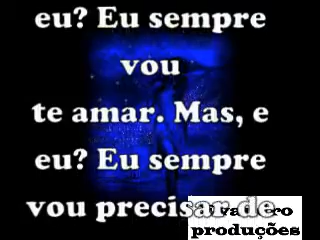 eu? Eu sempre
vou
te amar. Mas, e
eu? Eu sempre
vou precisar de
produções